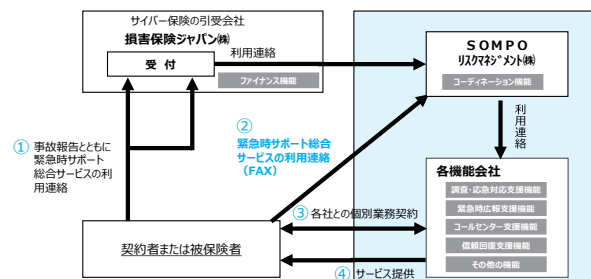 サイバー保険の引受会社
損害保険ジャパン㈱
受 付
利用連絡
ファイナンス機能
SOMPO
リスクマネジメント㈱
コーディネーション機能
① 事故報告とともに
緊急時サポート
総合サービスの利
用連絡
②
緊急時サポート総合
サービスの利用連絡
（FAX）
利用連絡
各機能会社
調査・応急対応支援機能
緊急時広報支援機能
コールセンター支援機能
信頼回復支援機能
その他の機能
③ 各社との個別業務契約
契約者または被保険者
④ サービス提供